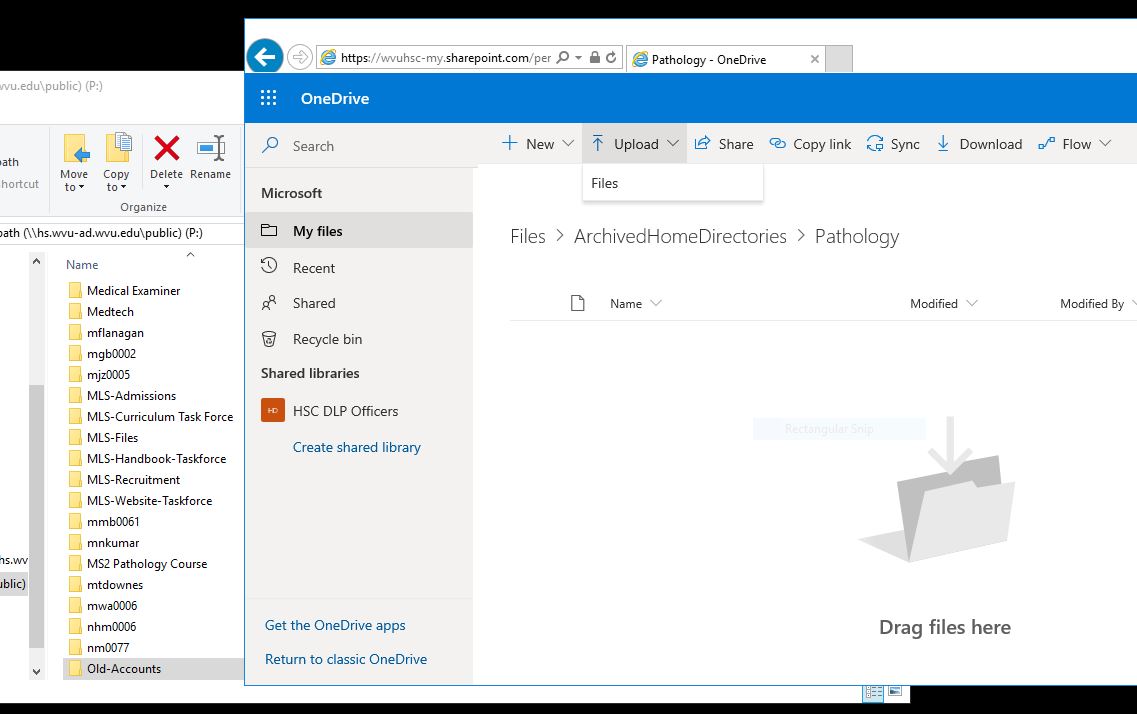 wvu.edu\public) (P:)
path
hortcut
Move to
Copy to
Delete
Rename
Organize
path (\\hs.wvu-ad.wvu.edu\public) (P:)
Name
Medical Examiner
Medtech
mflanagan
mgb0002
mjz0005
MLS-Admissions
MLS-Curriculum Task Force
MLS-Files
MLS-Handbook-Taskforce
MLS-Recruitment
MLS-Website-Taskforce
mmb0061
mnkumar
MS2 Pathology Course
mtdownes
mwa0006
nhm0006
nm0077
Old-Accounts
hs.wv
ublic)
https://wvuhsc-my.sharepoint.com/per
Pathology - OneDrive
OneDrive
Search
New
Upload
Share
Copy link
Sync
Download
Flow
Files
Microsoft
My files
Recent
Shared
Recycle bin
Shared libraries
HD HSC DLP Officers
Create shared library
Get the OneDrive apps
Return to classic OneDrive
Files > ArchivedHomeDirectories > Pathology
Name
Modified
Modified By
Rectangular Snip
Drag files here